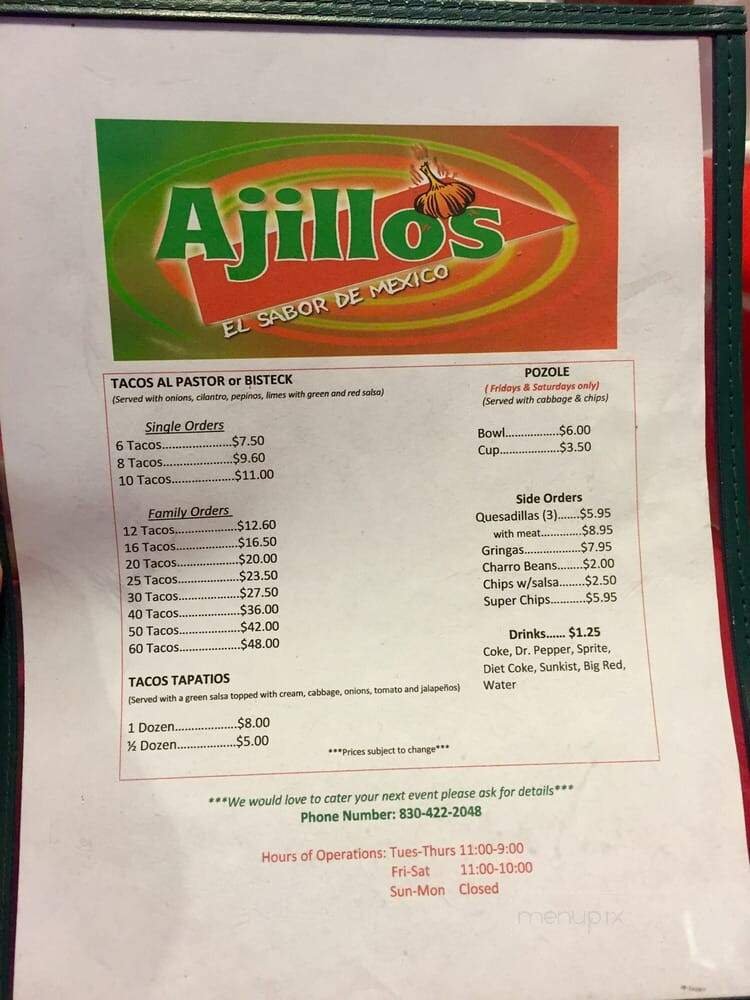 Ajillos
EL SABOR DE MEXICO
TACOS AL PASTOR or BISTECK
(Served with onions, cilantro, pepinos, limes with green and red salsa)
Single Orders
6 Tacos......................$7.50
8 Tacos......................$9.60
10 Tacos....................$11.00
Family Orders
12 Tacos....................$12.60
16 Tacos....................$16.50
20 Tacos...................$20.00
25 Tacos...................$23.50
30 Tacos...................$27.50
40 Tacos...................$36.00
50 Tacos...................$42.00
60 Tacos...................$48.00
TACOS TAPATIOS
(Served with a green salsa topped with cream, cabbage, onions, tomato and jalapeños)
1 Dozen....................$8.00
½ Dozen...................$5.00
POZOLE
( Fridays & Saturdays only)
(Served with cabbage & chips)
Bowl.................$6.00
Cup...................$3.50
Side Orders
Quesadillas (3).......$5.95
with meat.............$8.95
Gringas..................$7.95
Charro Beans........$2.00
Chips w/salsa........$2.50
Super Chips...........$5.95
Drinks...... $1.25
Coke, Dr. Pepper, Sprite,
Diet Coke, Sunkist, Big Red,
Water
***Prices subject to change***
***We would love to cater your next event please ask for details***
Phone Number: 830-422-2048
Hours of Operations: Tues-Thurs 11:00-9:00
Fri-Sat 11:00-10:00
Sun-Mon Closed
menupix